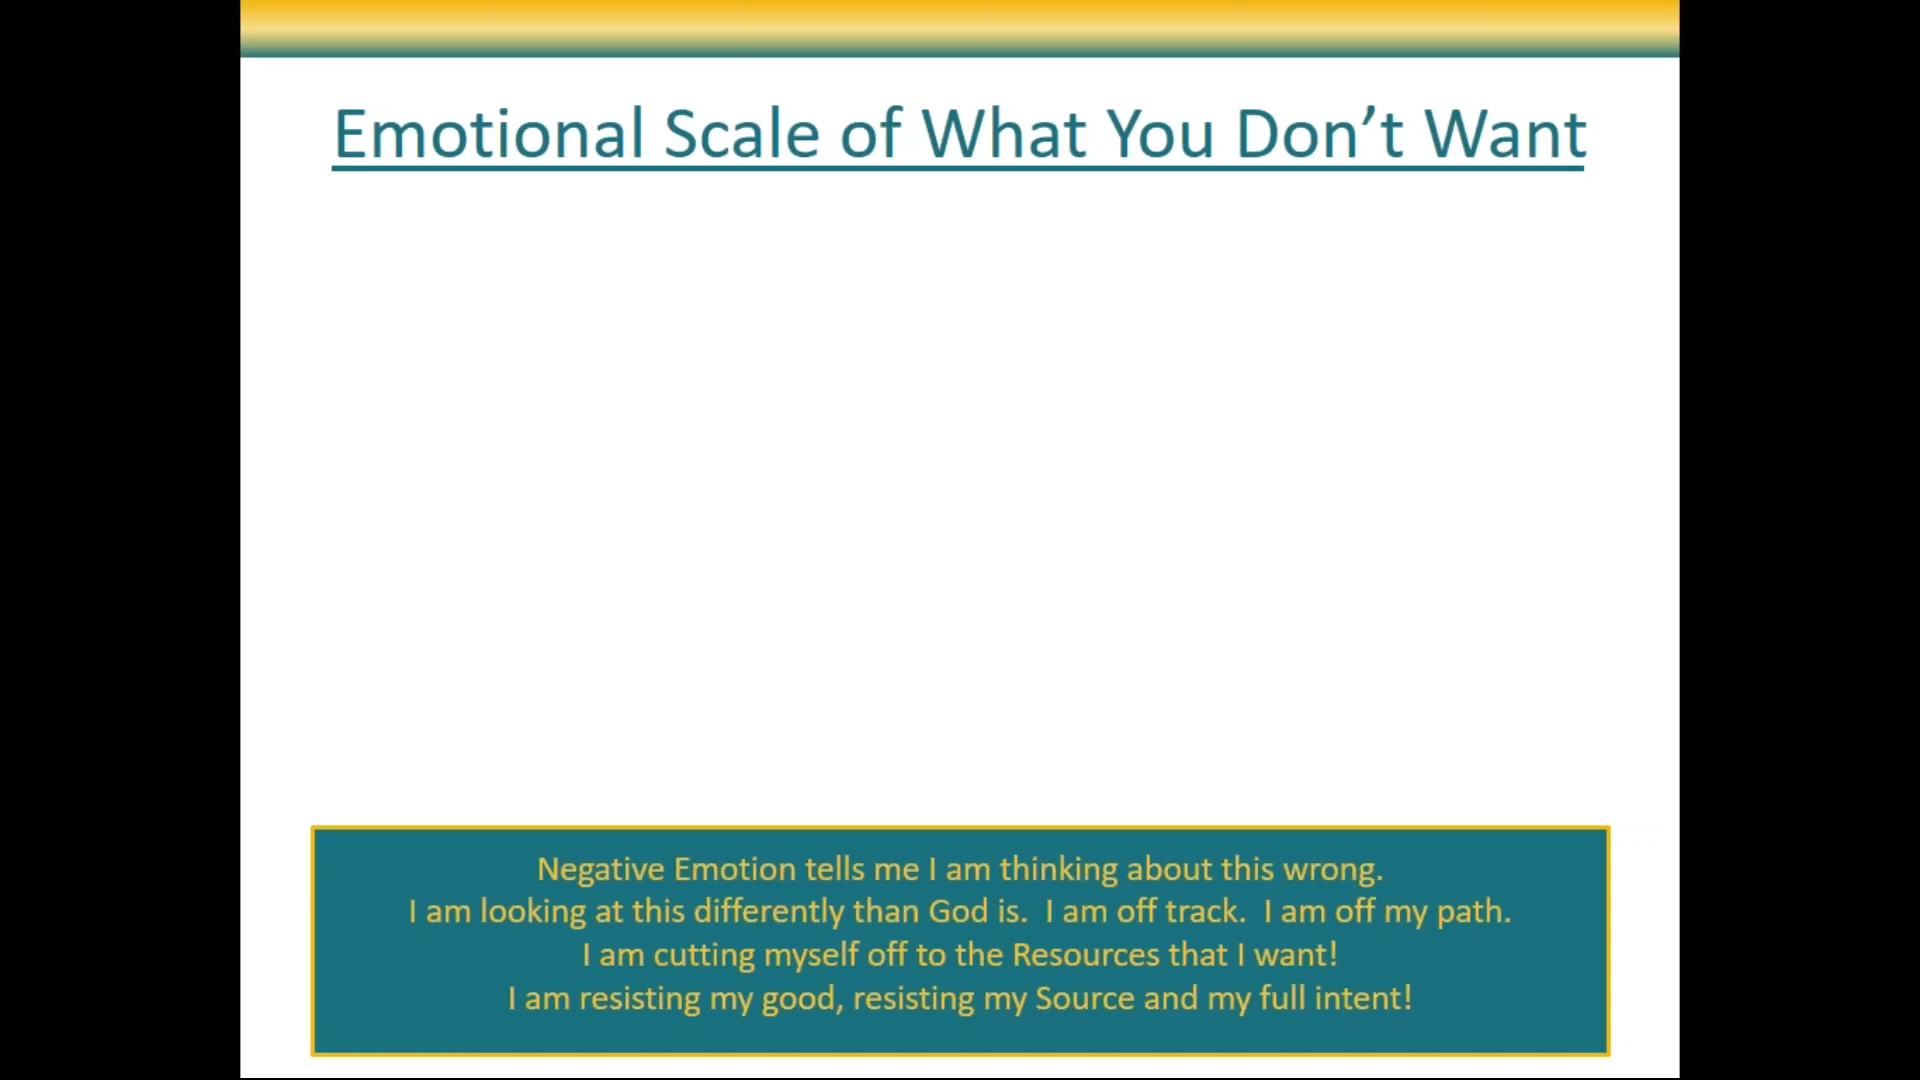 Emotional Scale of What You Don’t Want
Negative Emotion tells me I am thinking about this wrong.
I am looking at this differently than God is.  I am off track.  I am off my path.
I am cutting myself off to the Resources that I want!
I am resisting my good, resisting my Source and my full intent!